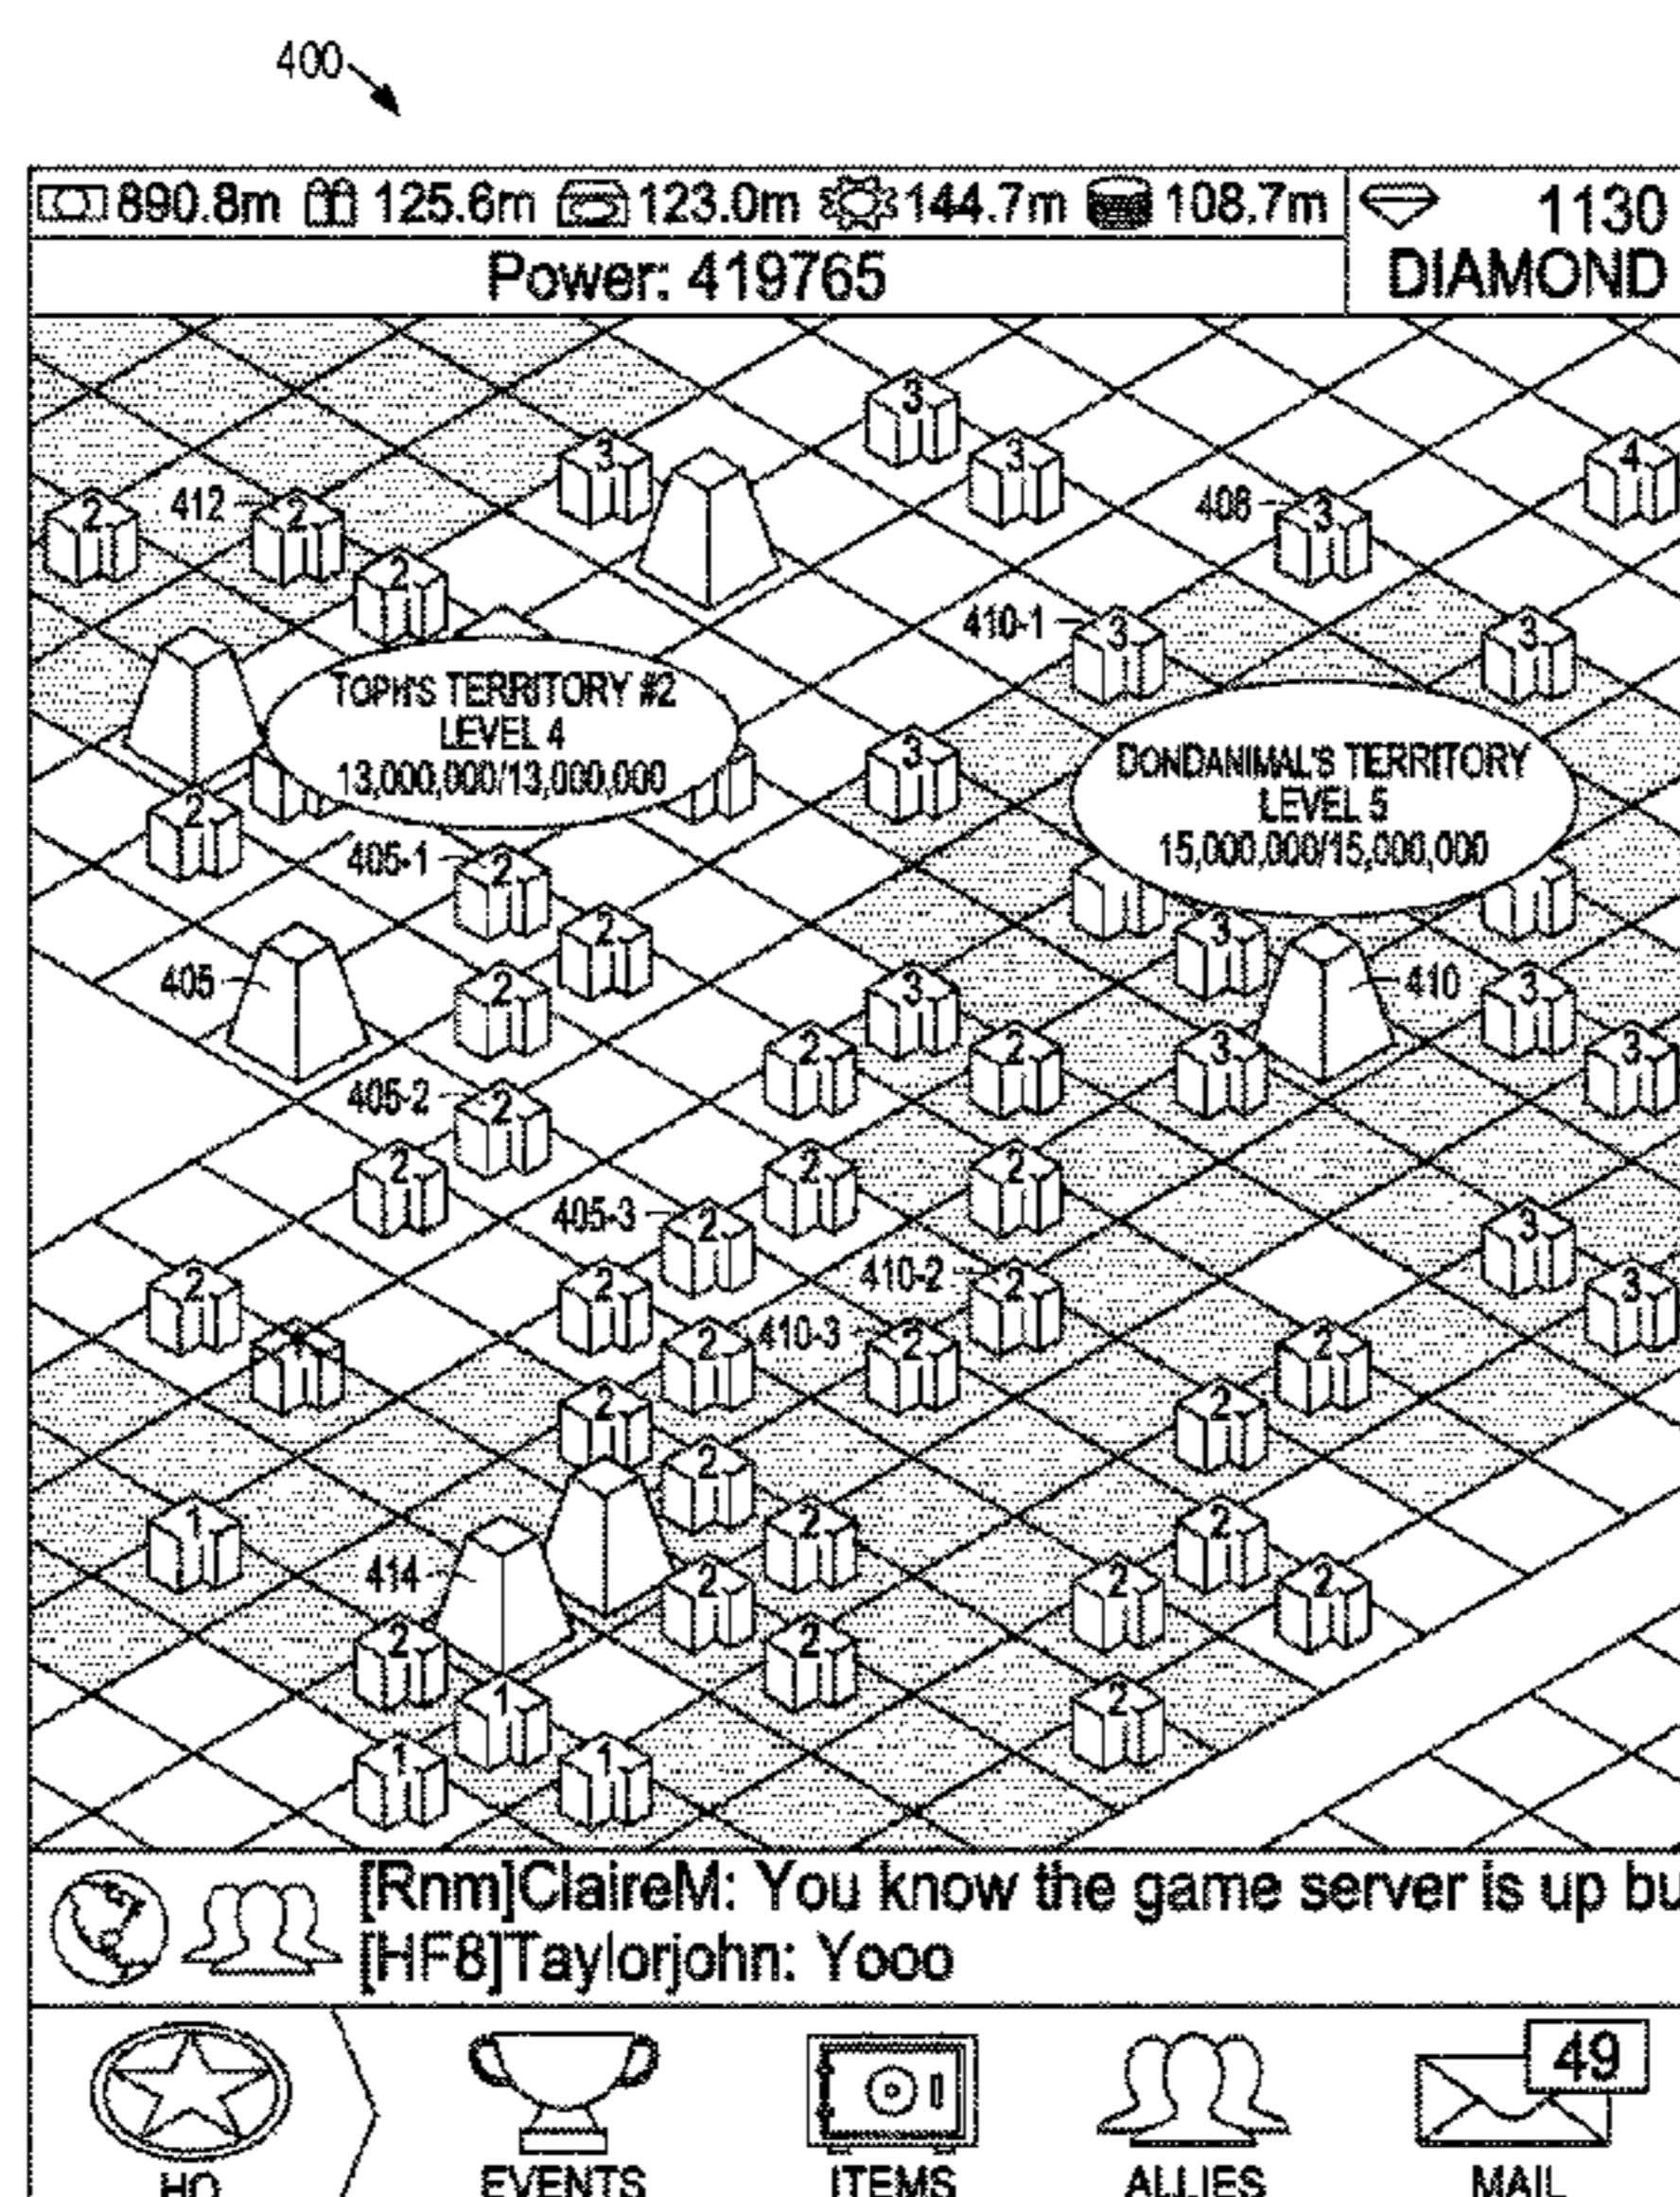 400
890.8m 125.6m 123.0m 144.7m 108.7m 1130
Power: 419765 DIAMOND
3
3 3 4
2 412 2 408 3
2
410-1 3 3
TOPH'S TERRITORY #2
LEVEL 4
13,000,000/13,000,000
3
DONDANIMAL'S TERRITORY
LEVEL 5
15,000,000/15,000,000
2
405-1 2
2 3
405 2 3 410 3
2 2 3 3
405-2 2
2 2 2
405-3 2 3
2 2 410-2 2 3
2 410-3 2 2
2 2
2
1 2 2
414 2 2 2
2 2
1 2
1 1
[Rnm]ClaireM: You know the game server is up bu
[HF8]Taylorjohn: Yooo
49
HQ EVENTS ITEMS ALLIES MAIL